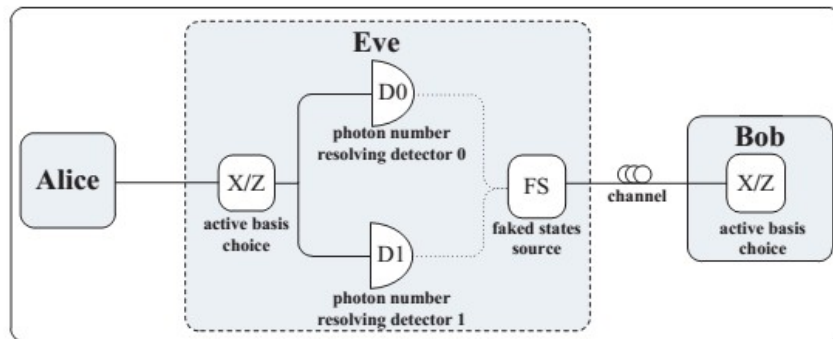 Eve
Alice
X/Z
active basis
choice
D0
photon number
resolving detector 0
D1
photon number
resolving detector 1
FS
faked states
source
channel
Bob
X/Z
active basis
choice